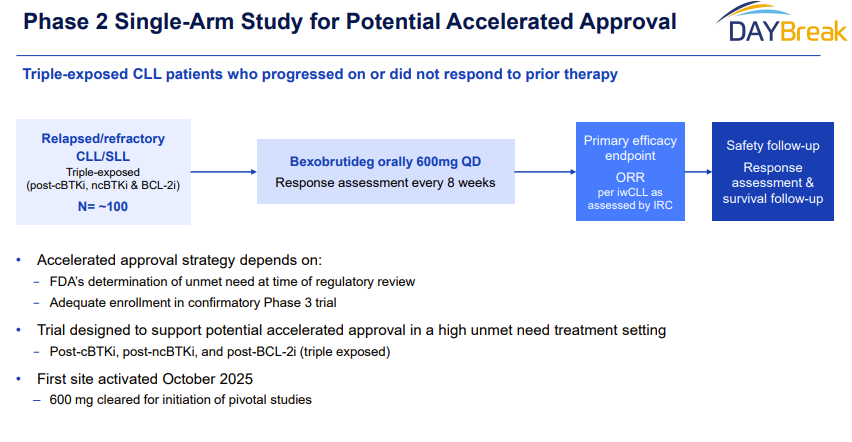 Phase 2 Single-Arm Study for Potential Accelerated Approval
DAYBreak
Triple-exposed CLL patients who progressed on or did not respond to prior therapy
Relapsed/refractory
CLL/SLL
Triple-exposed
(post-cBTKi, ncBTKi & BCL-2i)
N= ~100
Bexobrutideg orally 600mg QD
Response assessment every 8 weeks
Primary efficacy
endpoint
ORR
per iwCLL as
assessed by IRC
Safety follow-up
Response
assessment &
survival follow-up
• Accelerated approval strategy depends on:
− FDA's determination of unmet need at time of regulatory review
− Adequate enrollment in confirmatory Phase 3 trial
• Trial designed to support potential accelerated approval in a high unmet need treatment setting
− Post-cBTKi, post-ncBTKi, and post-BCL-2i (triple exposed)
• First site activated October 2025
– 600 mg cleared for initiation of pivotal studies